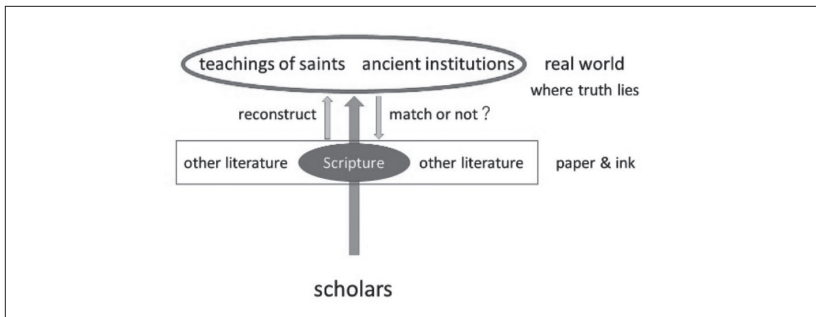 teachings of saints ancient institutions real world
where truth lies
reconstruct match or not ?
other literature Scripture other literature paper & ink
scholars